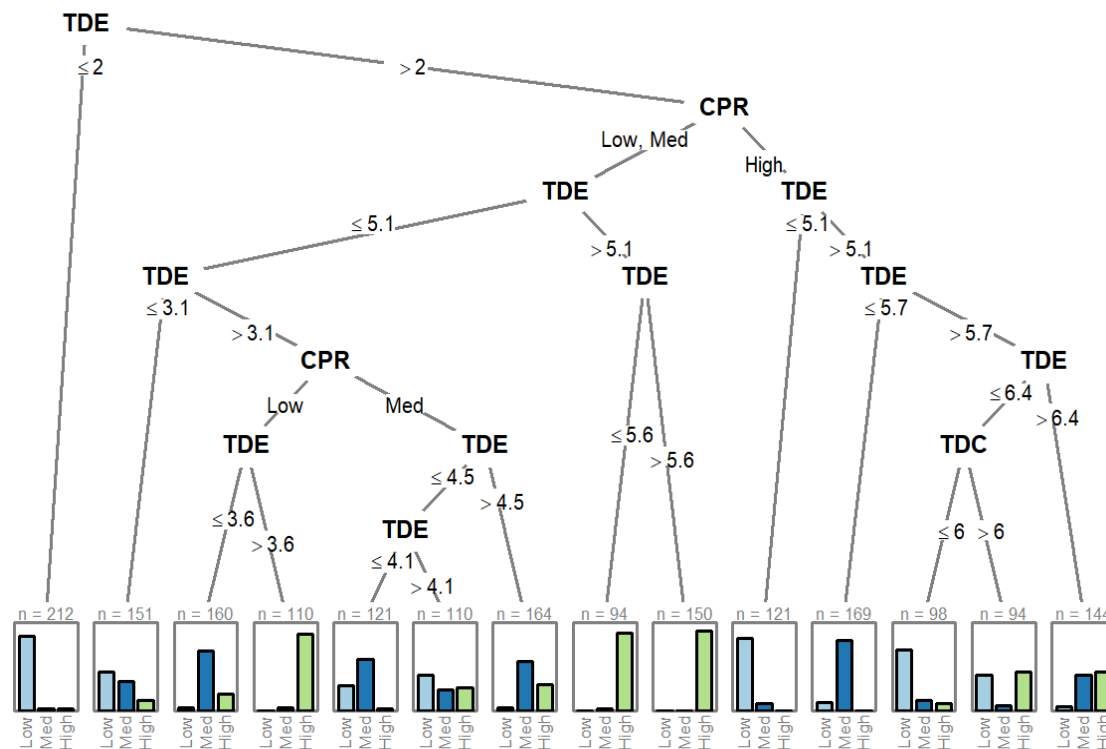 TDE
≤ 2
> 2
CPR
Low, Med
High
TDE
TDE
≤ 5.1
> 5.1
≤ 5.1
> 5.1
TDE
TDE
TDE
≤ 3.1
> 3.1
≤ 5.7
> 5.7
CPR
TDE
Low
Med
≤ 6.4
> 6.4
TDE
TDE
≤ 5.6
> 5.6
TDC
≤ 4.5
> 4.5
≤ 3.6
> 3.6
TDE
≤ 6
> 6
≤ 4.1
> 4.1
n = 212 n = 151 n = 160 n = 110 n = 121 n = 110 n = 164 n = 94 n = 150 n = 121 n = 169 n = 98 n = 94 n = 144
Low Med High Low Med High Low Med High Low Med High Low Med High Low Med High Low Med High Low Med High Low Med High Low Med High Low Med High Low Med High Low Med High Low Med High